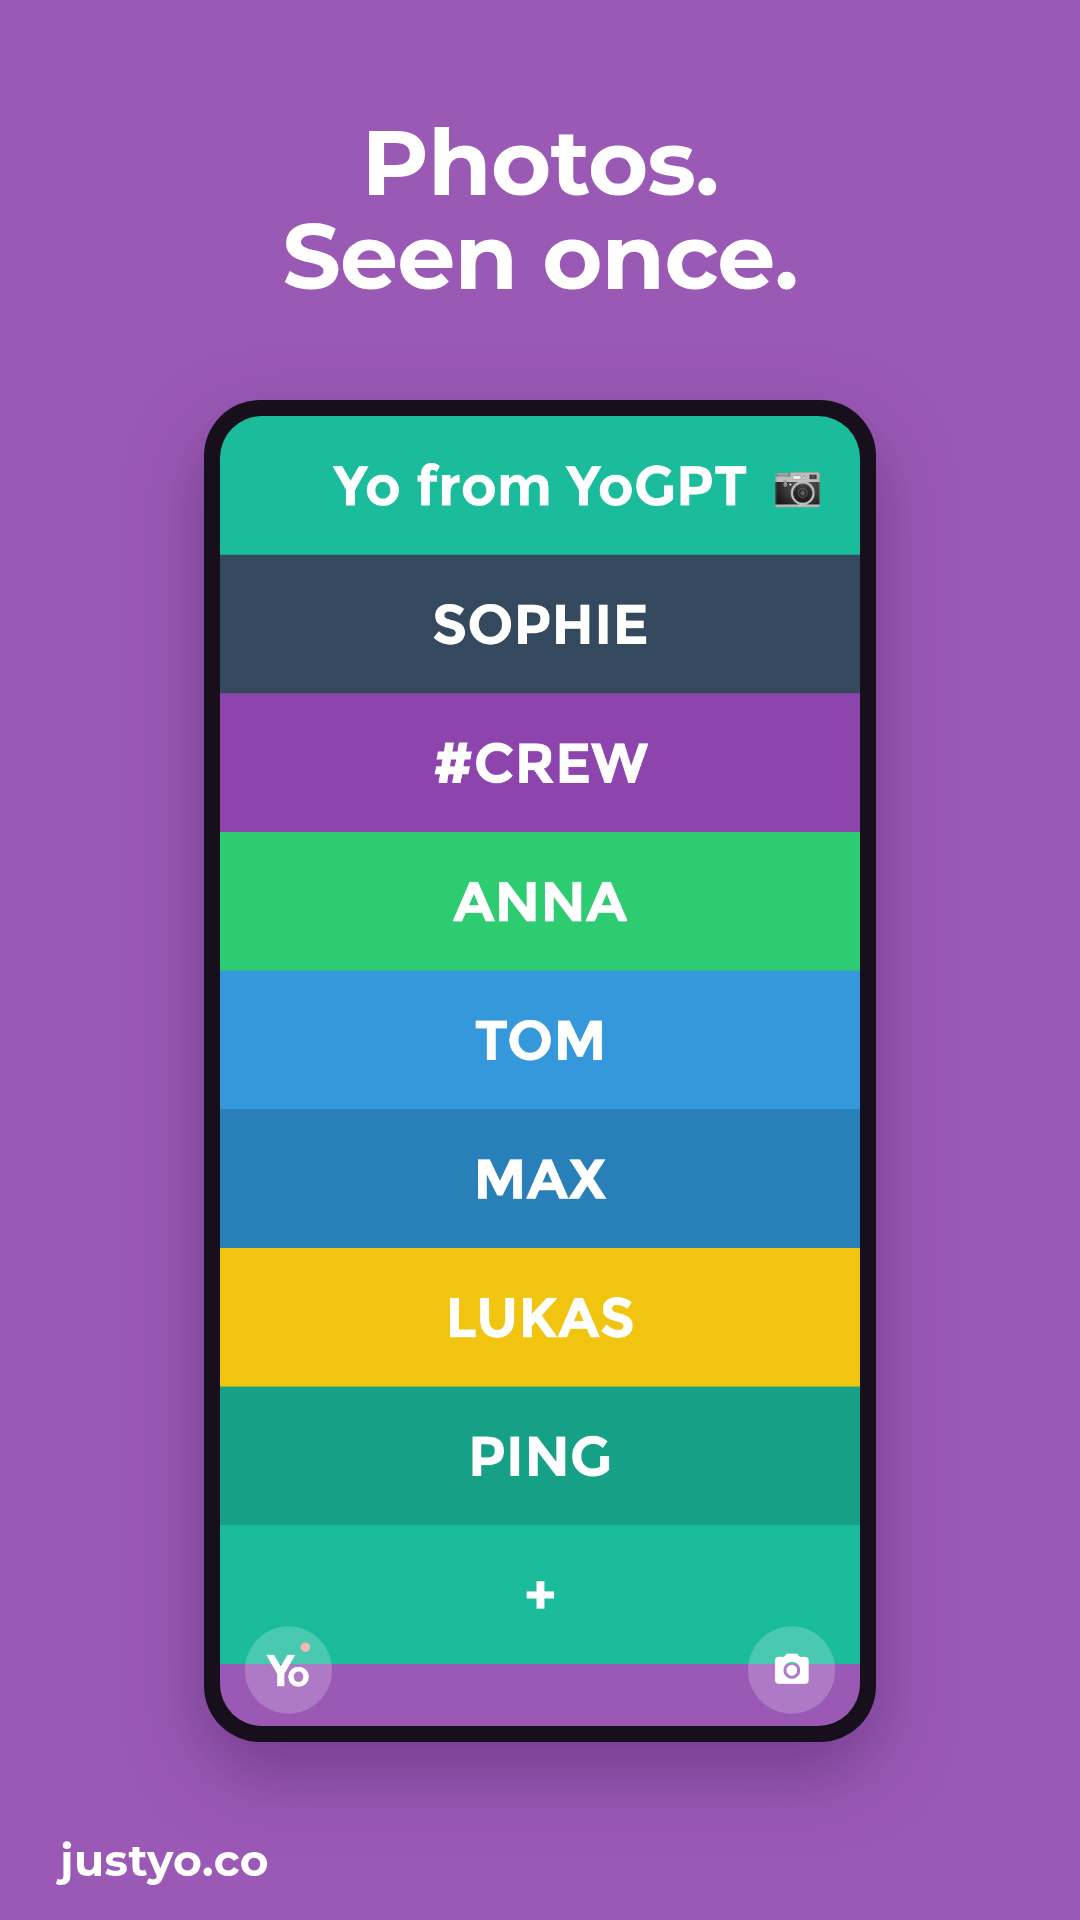 Photos.
Seen once.
Yo from YoGPT 📷
SOPHIE
#CREW
ANNA
TOM
MAX
LUKAS
PING
+
Yo
justyo.co